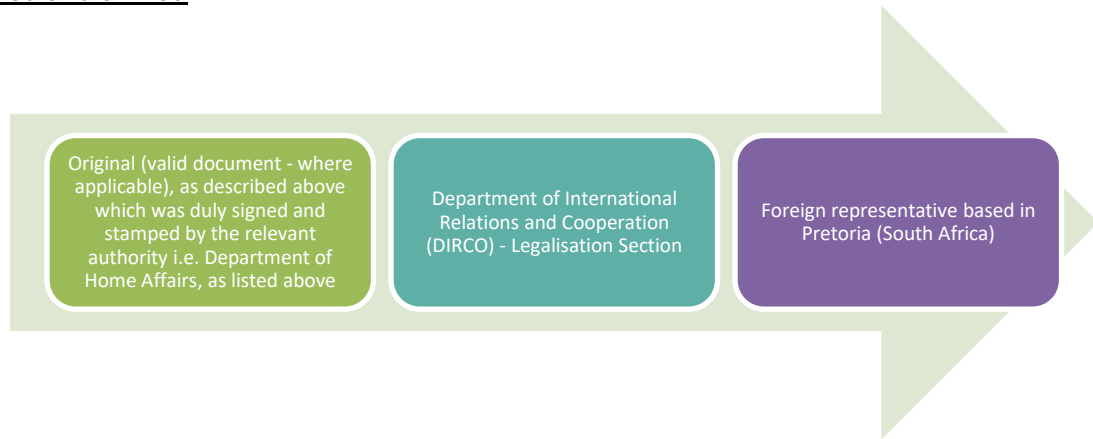 Original (valid document - where
applicable), as described above
which was duly signed and
stamped by the relevant
authority i.e. Department of
Home Affairs, as listed above
Department of International
Relations and Cooperation
(DIRCO) - Legalisation Section
Foreign representative based in
Pretoria (South Africa)